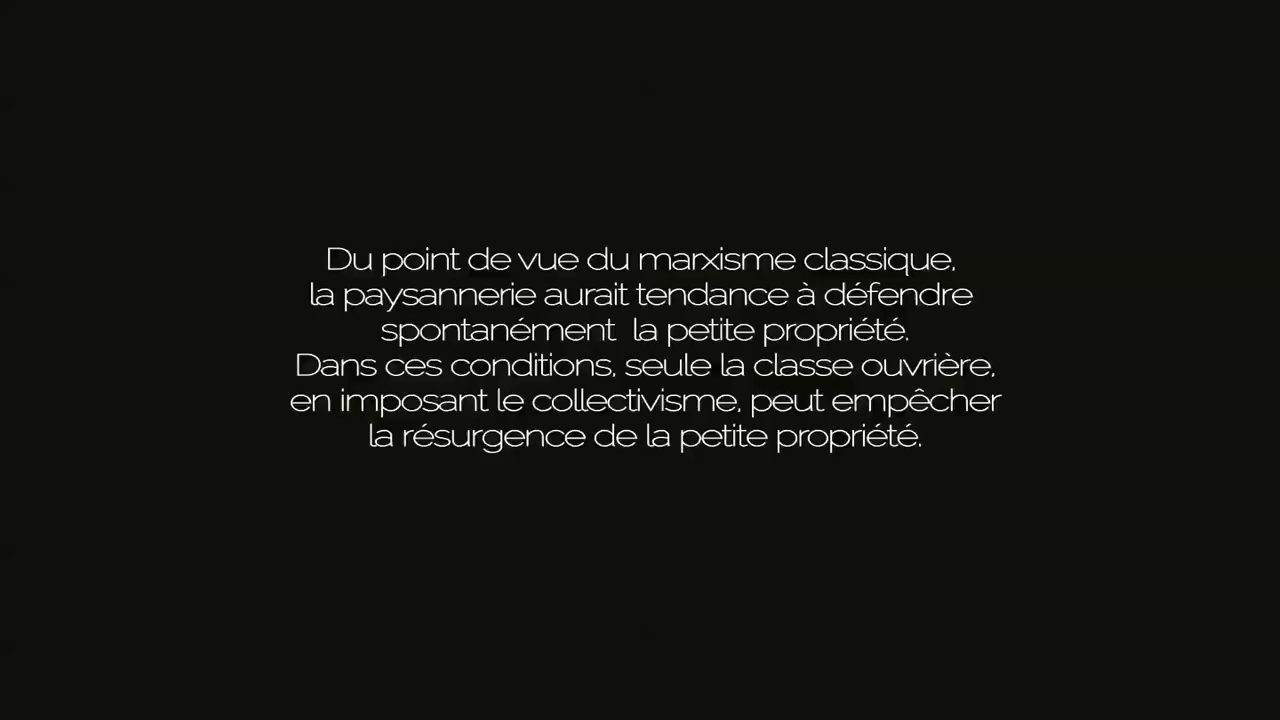 Du point de vue du marxisme classique,
la paysannerie aurait tendance à défendre
spontanément  la petite propriété.
Dans ces conditions, seule la classe ouvrière,
en imposant le collectivisme, peut empêcher
la résurgence de la petite propriété.